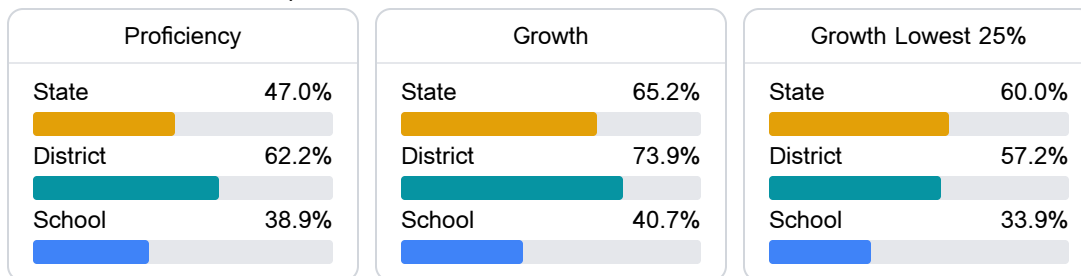 Proficiency
State 47.0%
District 62.2%
School 38.9%
Growth
State 65.2%
District 73.9%
School 40.7%
Growth Lowest 25%
State 60.0%
District 57.2%
School 33.9%